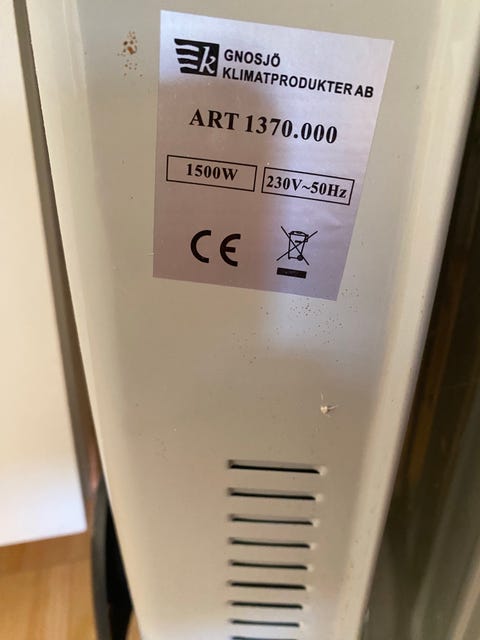 k
GNOSJÖ
KLIMATPRODUKTER AB
ART 1370.000
1500W
230V~50Hz
CE